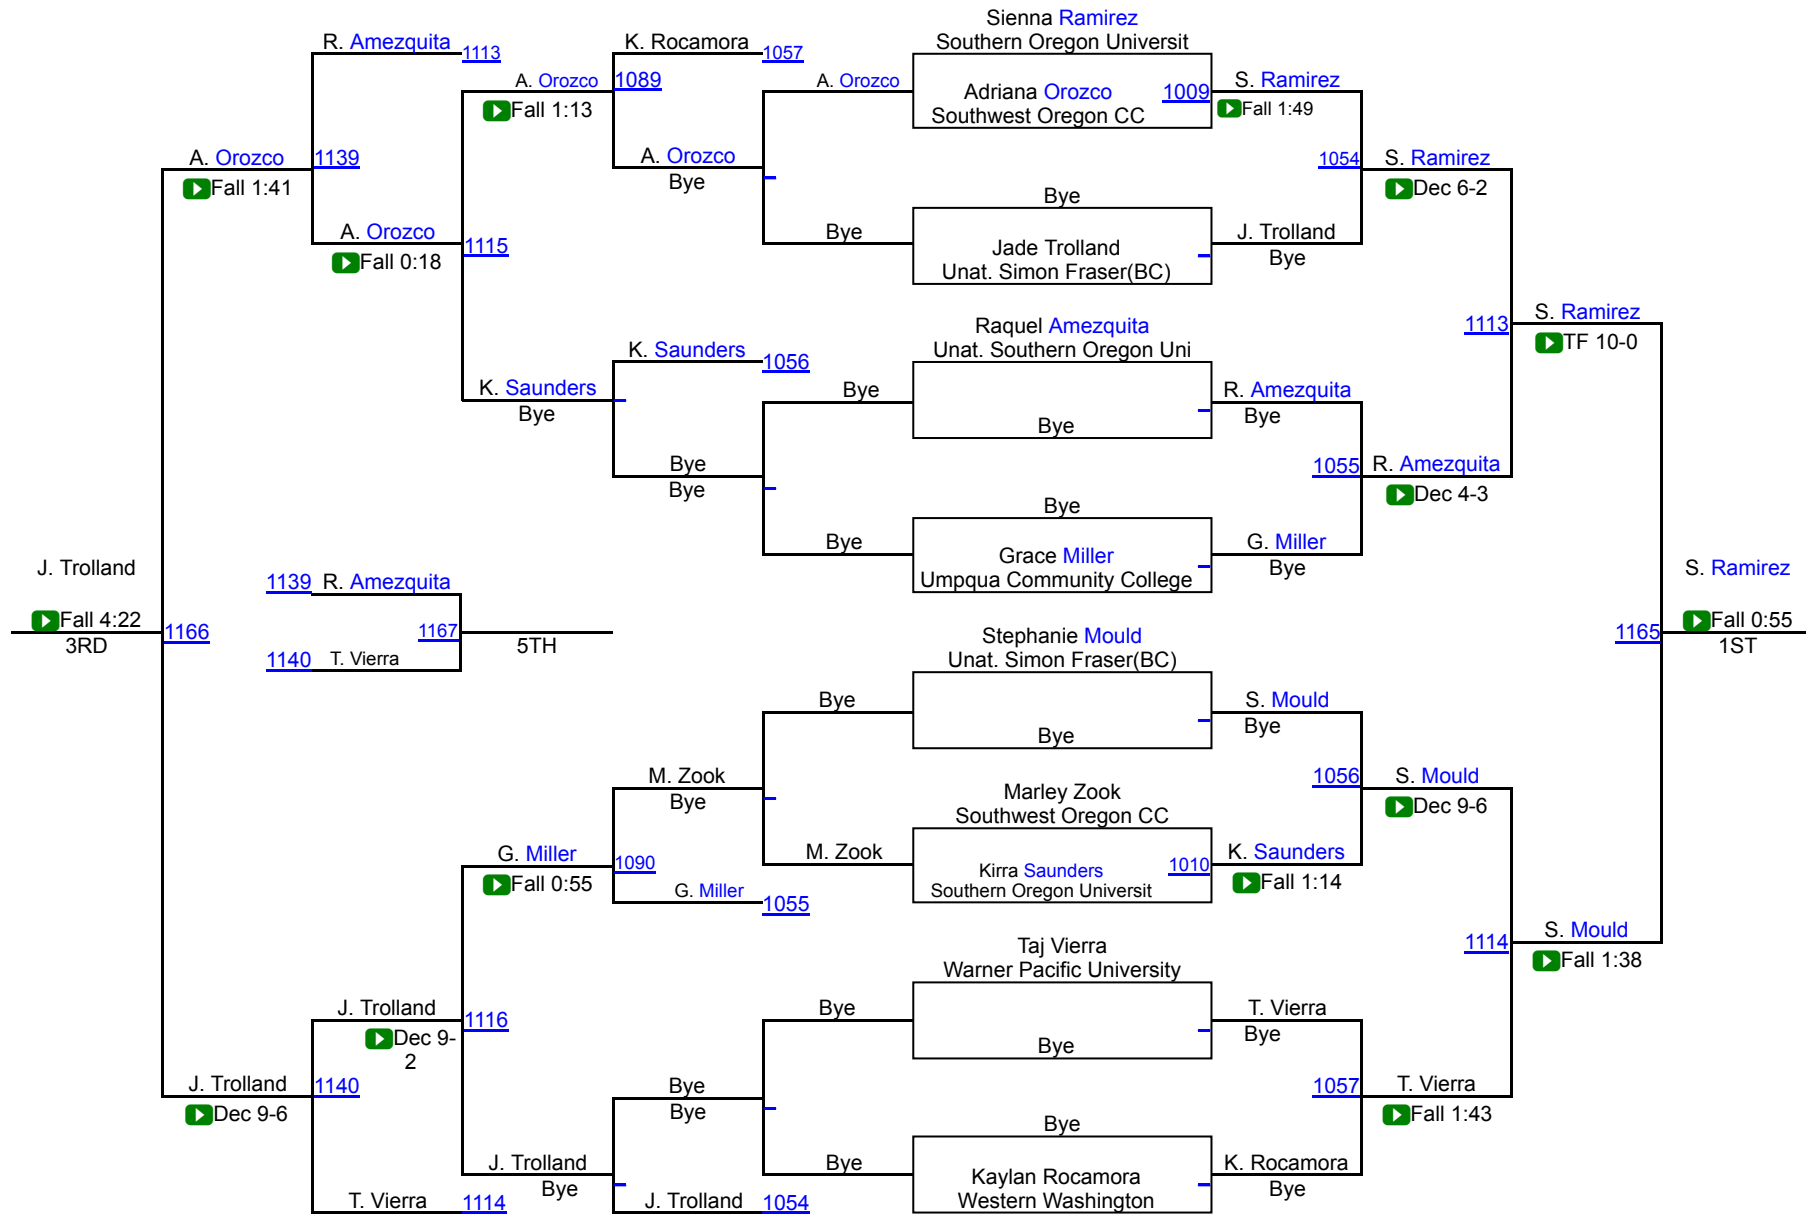 Sienna Ramirez
R. Amezquita
1113
K. Rocamora
1057
Southern Oregon Universit
A. Orozco
1089
A. Orozco
Adriana Orozco
1009
S. Ramirez
Fall 1:13
Southwest Oregon CC
Fall 1:49
A. Orozco
1139
A. Orozco
1054
S. Ramirez
Fall 1:41
Bye
Dec 6-2
Bye
A. Orozco
1115
Bye
Jade Trolland
J. Trolland
Fall 0:18
Unat. Simon Fraser(BC)
Bye
Raquel Amezquita
1113
S. Ramirez
K. Saunders
1056
Unat. Southern Oregon Uni
TF 10-0
K. Saunders
Bye
R. Amezquita
Bye
Bye
Bye
Bye
1055
R. Amezquita
Bye
Dec 4-3
Bye
Bye
Grace Miller
G. Miller
J. Trolland
1139
R. Amezquita
Umpqua Community College
Bye
S. Ramirez
Fall 4:22
1166
1167
Stephanie Mould
1165
Fall 0:55
3RD
1140
T. Vierra
5TH
Unat. Simon Fraser(BC)
1ST
Bye
S. Mould
Bye
Bye
M. Zook
1056
S. Mould
Bye
Marley Zook
Dec 9-6
Southwest Oregon CC
G. Miller
1090
M. Zook
Kirra Saunders
1010
K. Saunders
Fall 0:55
G. Miller
1055
Southern Oregon Universit
Fall 1:14
Taj Vierra
1114
S. Mould
Warner Pacific University
Fall 1:38
J. Trolland
1116
Bye
T. Vierra
Dec 9-
2
Bye
Bye
J. Trolland
1140
Bye
1057
T. Vierra
Dec 9-6
Bye
Fall 1:43
Bye
J. Trolland
Bye
Kaylan Rocamora
K. Rocamora
Bye
T. Vierra
1114
J. Trolland
1054
Western Washington
Bye